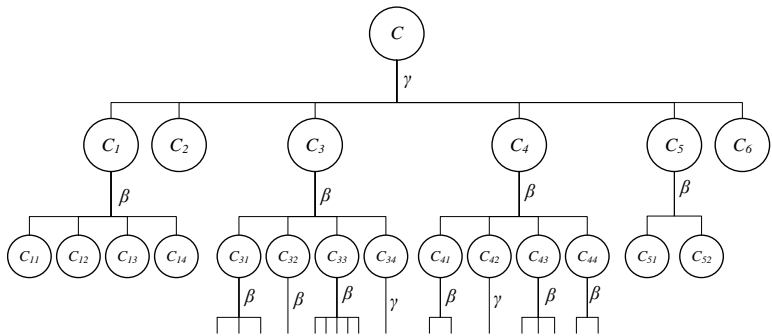 C
γ
C1 C2 C3 C4 C5 C6
β β β β
C11 C12 C13 C14 C31 C32 C33 C34 C41 C42 C43 C44 C51 C52
β β β γ β γ β β